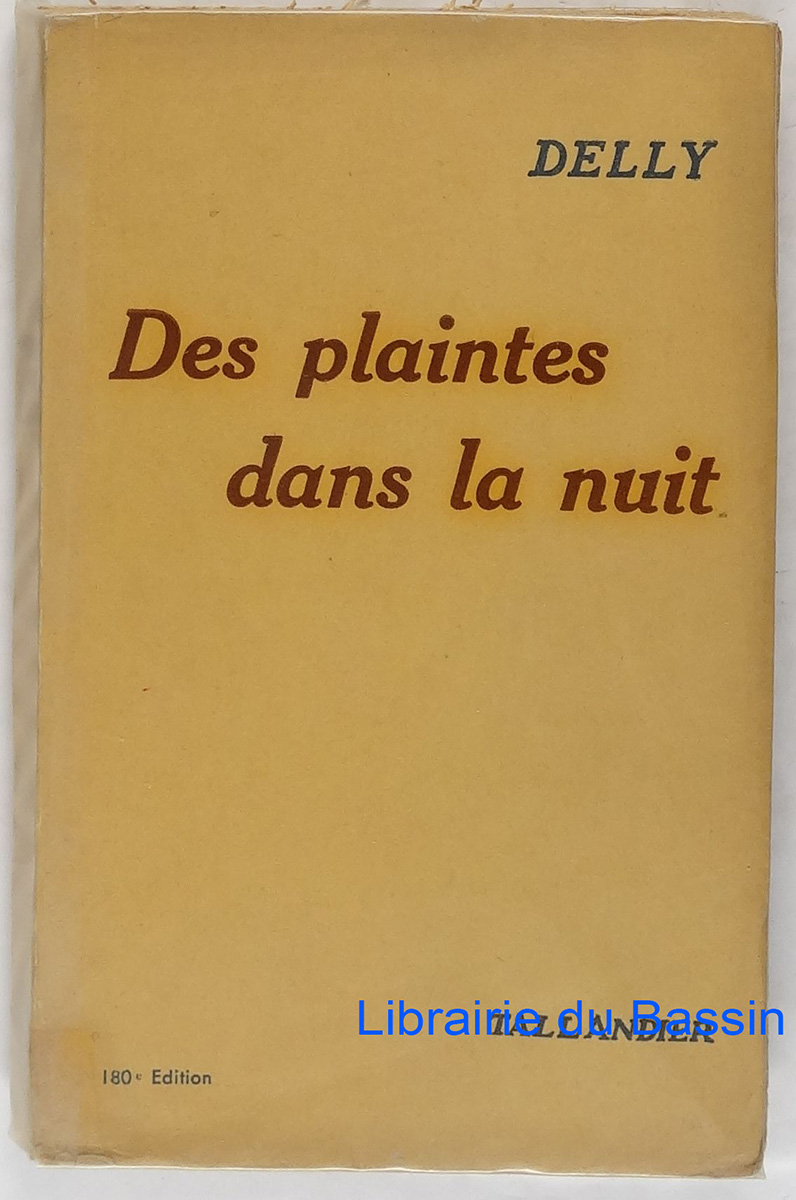 DELLY
Des plaintes
dans la nuit
Librairie du Bassin
TALLANDIER
180e Edition